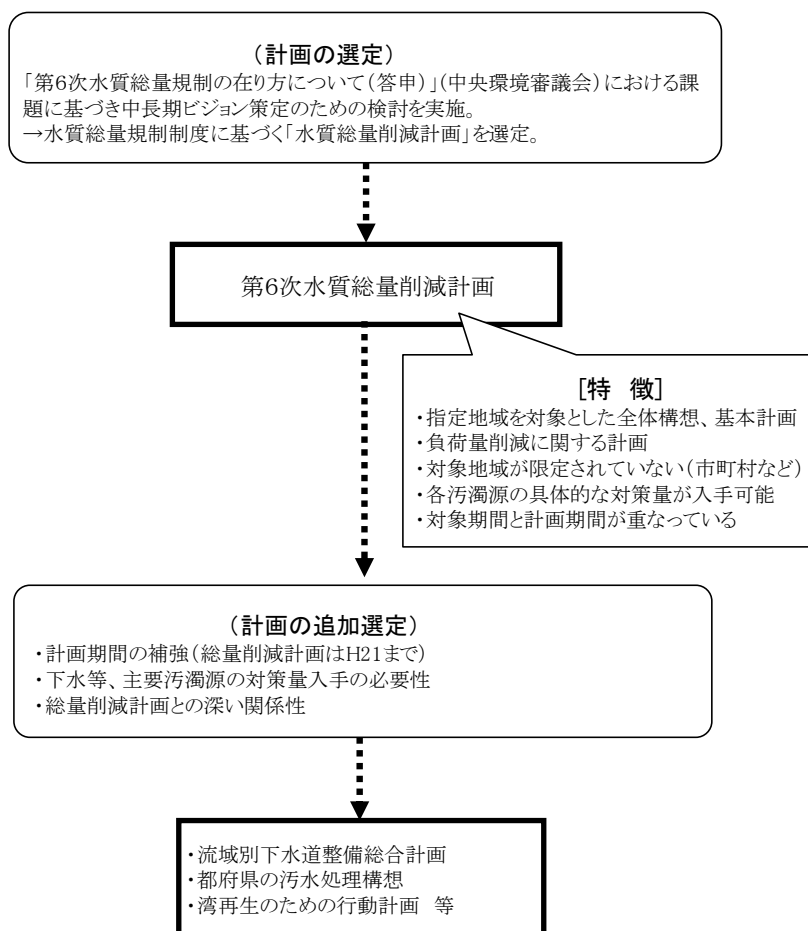 （計画の選定）
「第６次水質総量規制の在り方について（答申）」（中央環境審議会）における課
題に基づき中長期ビジョン策定のための検討を実施。
→水質総量規制制度に基づく「水質総量削減計画」を選定。
第６次水質総量削減計画
［特　徴］
・指定地域を対象とした全体構想、基本計画
・負荷量削減に関する計画
・対象地域が限定されていない（市町村など）
・各汚濁源の具体的な対策量が入手可能
・対象期間と計画期間が重なっている
（計画の追加選定）
・計画期間の補強（総量削減計画はH21まで）
・下水等、主要汚濁源の対策量入手の必要性
・総量削減計画との深い関係性
・流域別下水道整備総合計画
・都府県の汚水処理構想
・湾再生のための行動計画　等